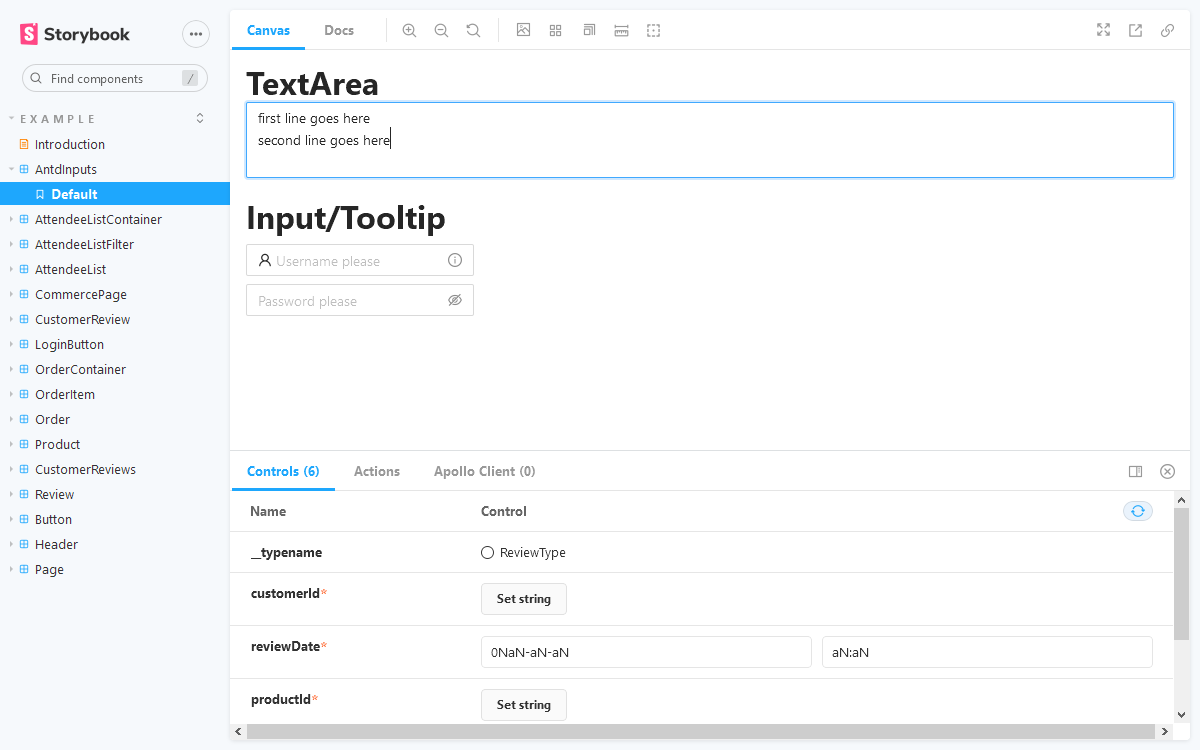 Storybook
Find components /
EXAMPLE
Introduction
AntdInputs
Default
AttendeeListContainer
AttendeeListFilter
AttendeeList
CommercePage
CustomerReview
LoginButton
OrderContainer
OrderItem
Order
Product
CustomerReviews
Review
Button
Header
Page
Canvas Docs
TextArea
first line goes here
second line goes here
Input/Tooltip
Username please
Password please
Controls (6) Actions Apollo Client (0)
Name Control
__typename ReviewType
customerId* Set string
reviewDate* 0NaN-aN-aN aN:aN
productId* Set string